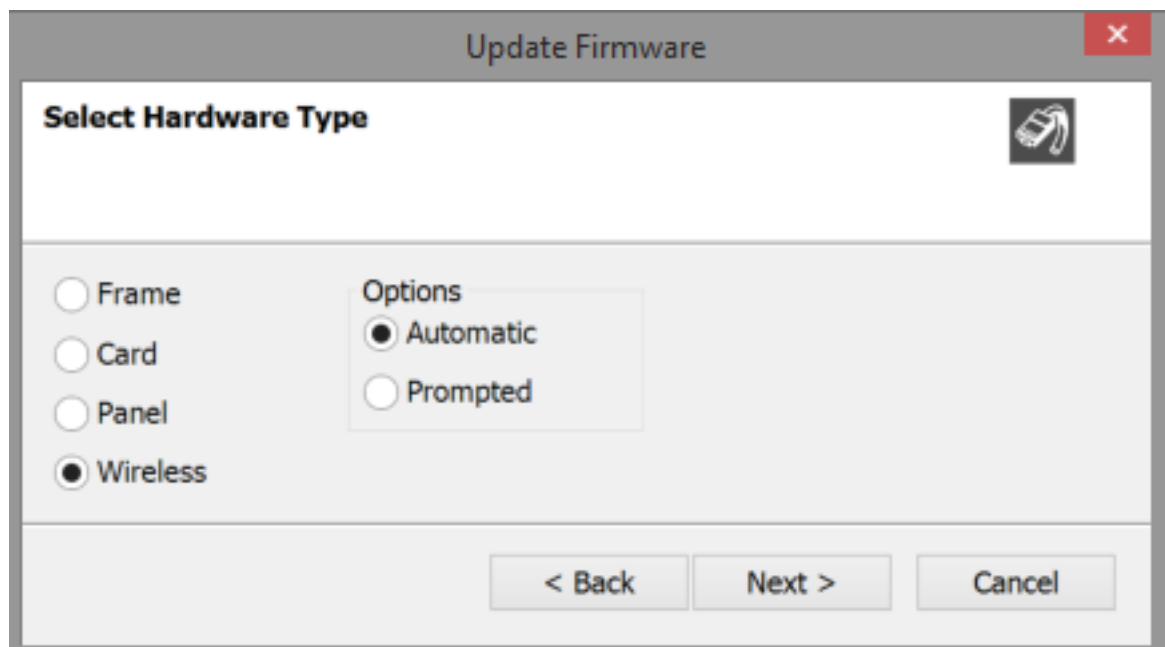 Update Firmware
Select Hardware Type
Frame
Card
Panel
Wireless
Options
Automatic
Prompted
< Back
Next >
Cancel